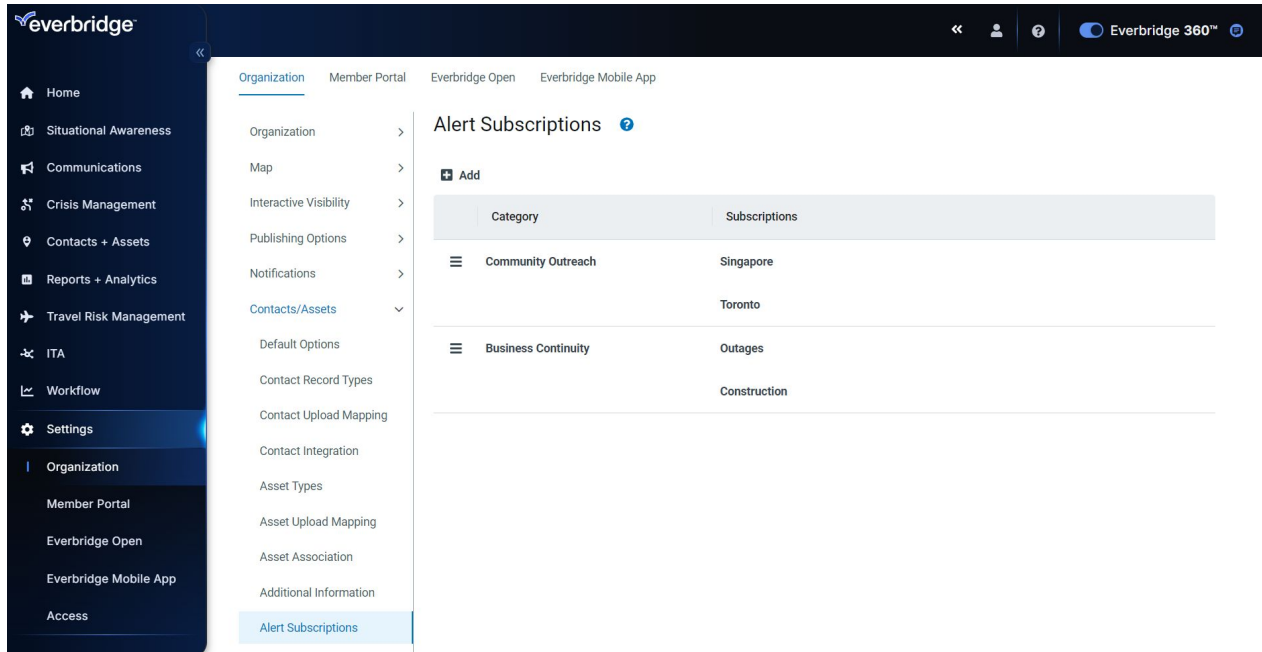 everbridge
Everbridge 360™
Home
Situational Awareness
Communications
Crisis Management
Contacts + Assets
Reports + Analytics
Travel Risk Management
ITA
Workflow
Settings
Organization
Member Portal
Everbridge Open
Everbridge Mobile App
Access
Organization Member Portal Everbridge Open Everbridge Mobile App
Organization
Map
Interactive Visibility
Publishing Options
Notifications
Contacts/Assets
Default Options
Contact Record Types
Contact Upload Mapping
Contact Integration
Asset Types
Asset Upload Mapping
Asset Association
Additional Information
Alert Subscriptions
Alert Subscriptions
Add
Category Subscriptions
Community Outreach Singapore
Toronto
Business Continuity Outages
Construction